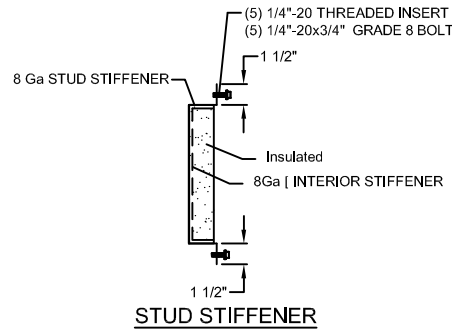 (5) 1/4"-20 THREADED INSERT
(5) 1/4"-20x3/4" GRADE 8 BOLT
1 1/2"
8 Ga STUD STIFFENER
Insulated
8Ga [ INTERIOR STIFFENER
1 1/2"
STUD STIFFENER